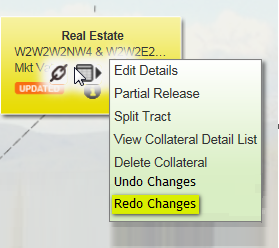 Real Estate
W2W2W2NW4 & W2W2E2...
Mkt V
UPDATED
1
Edit Details
Partial Release
Split Tract
View Collateral Detail List
Delete Collateral
Undo Changes
Redo Changes